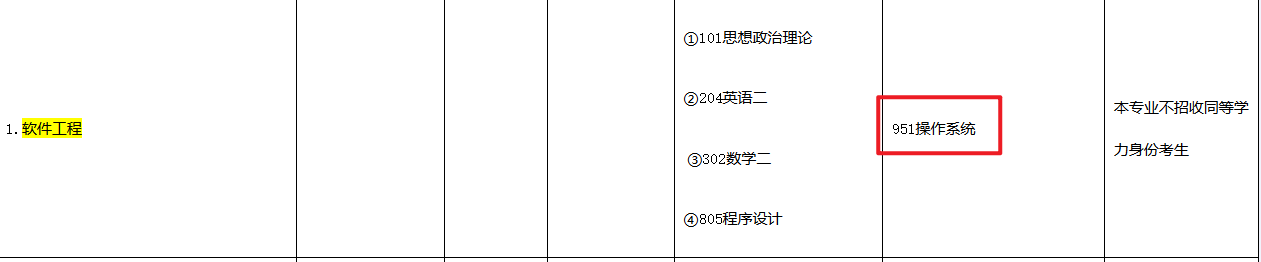 1.软件工程
①101思想政治理论
②204英语二
③302数学二
④805程序设计
951操作系统
本专业不招收同等学
力身份考生